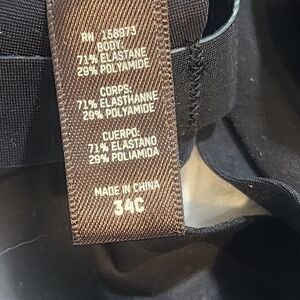 RN 158973
BODY:
71% ELASTANE
29% POLYAMIDE
CORPS:
71% ELASTHANNE
29% POLYAMIDE
CUERPO:
71% ELASTANO
29% POLIAMIDA
MADE IN CHINA
34C